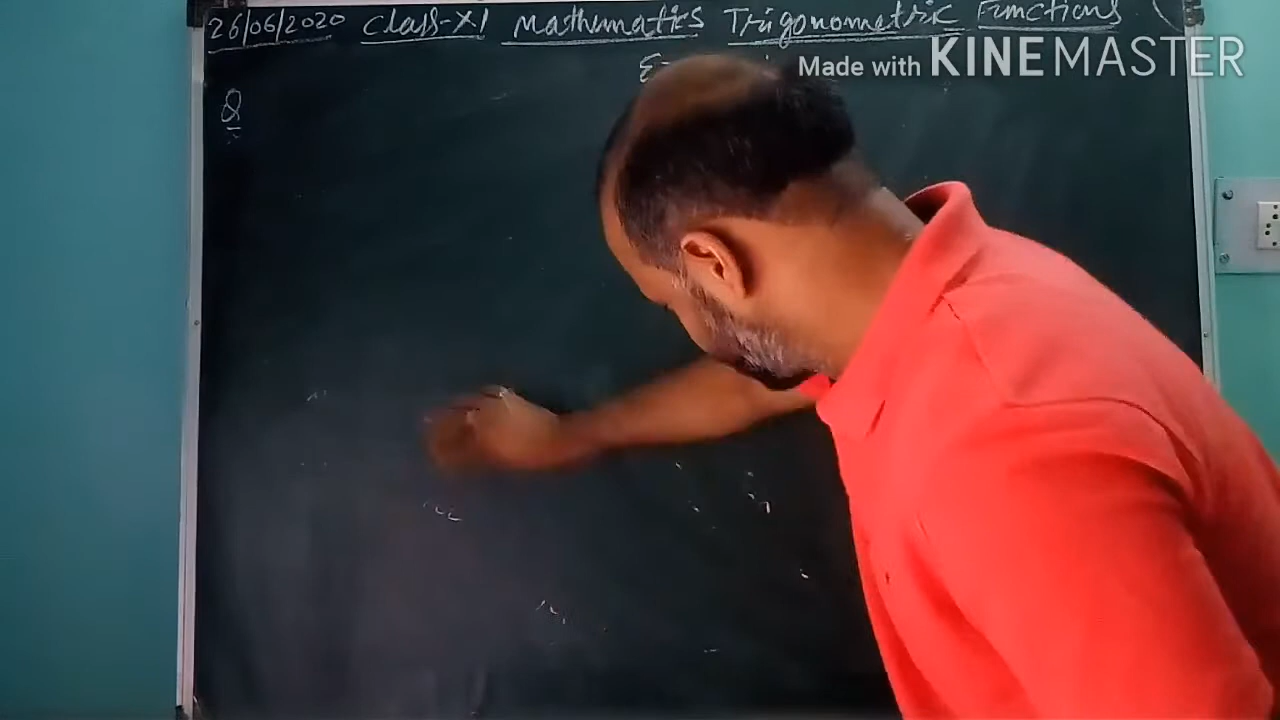 26/06/2020 Class-XI Mathematics Trigonometric Functions
Made with KINEMASTER
Q